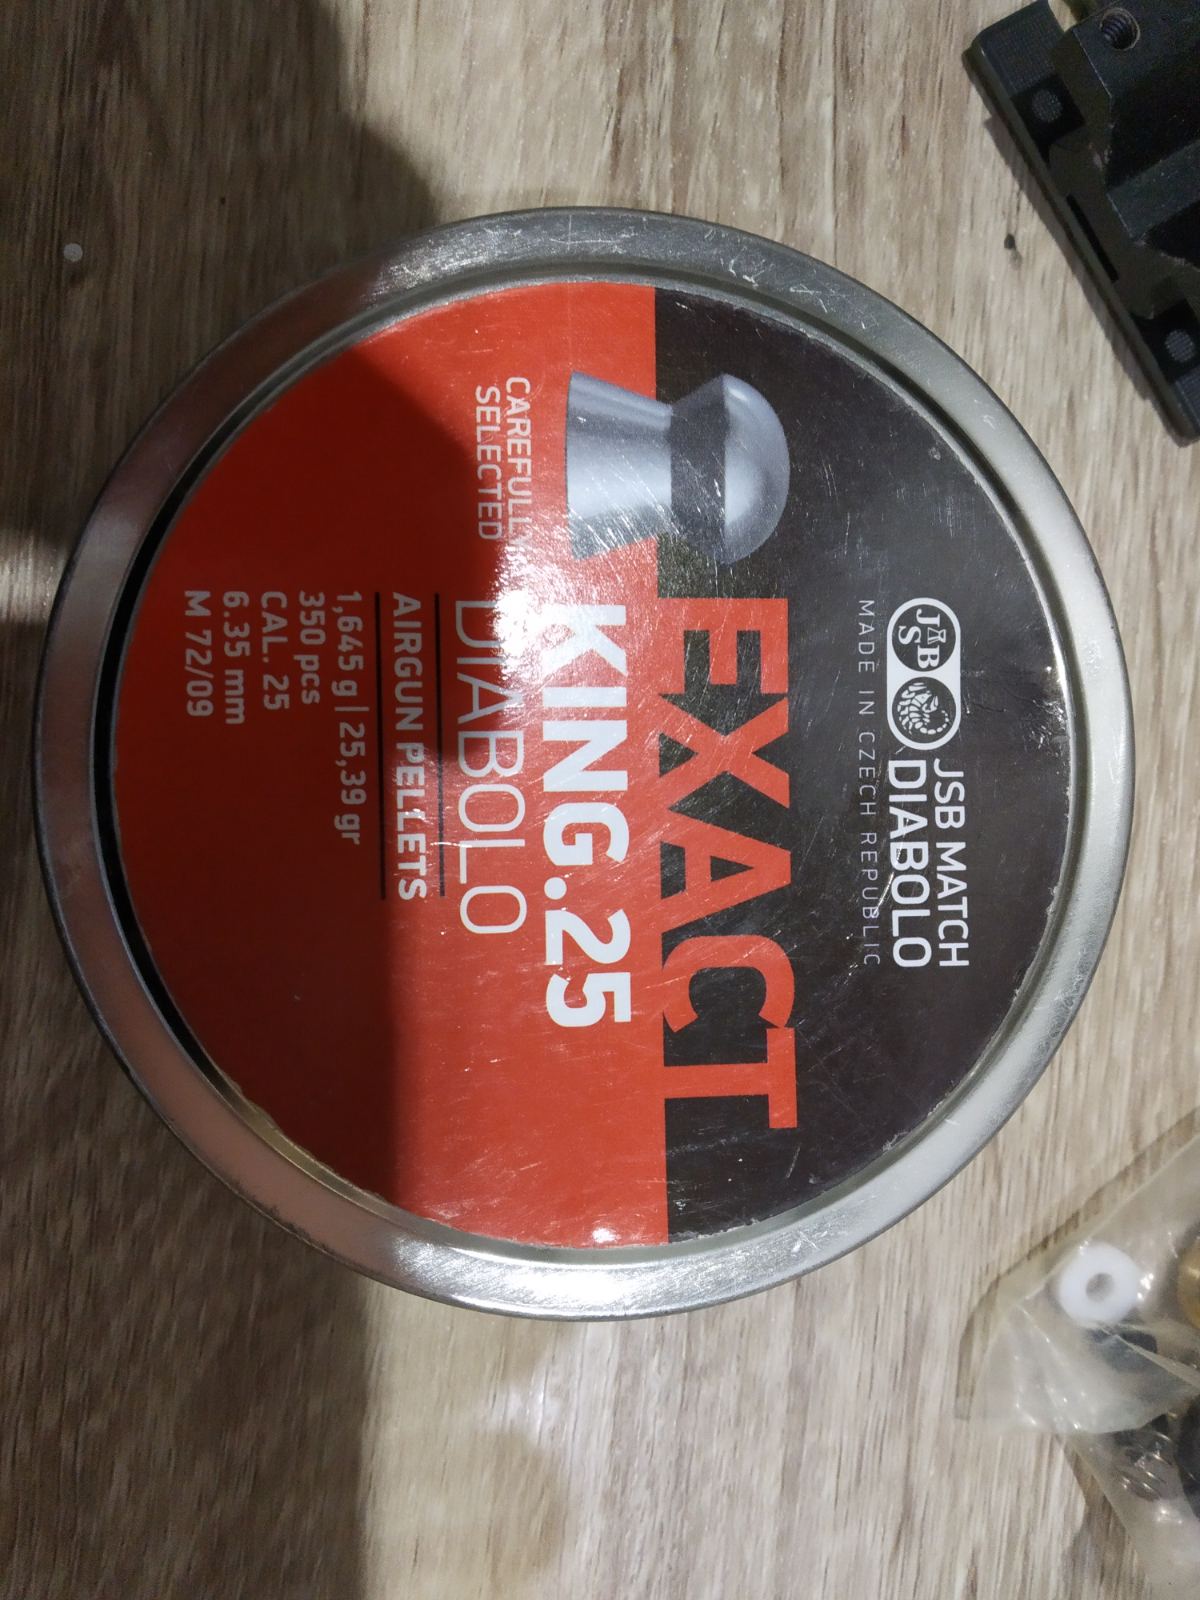 JSB
JSB MATCH
DIABOLO
MADE IN CZECH REPUBLIC
EXACT
KING.25
CAREFULLY
SELECTED
DIABOLO
AIRGUN PELLETS
1,645 g | 25,39 gr
350 pcs
CAL. 25
6.35 mm
M 72/09